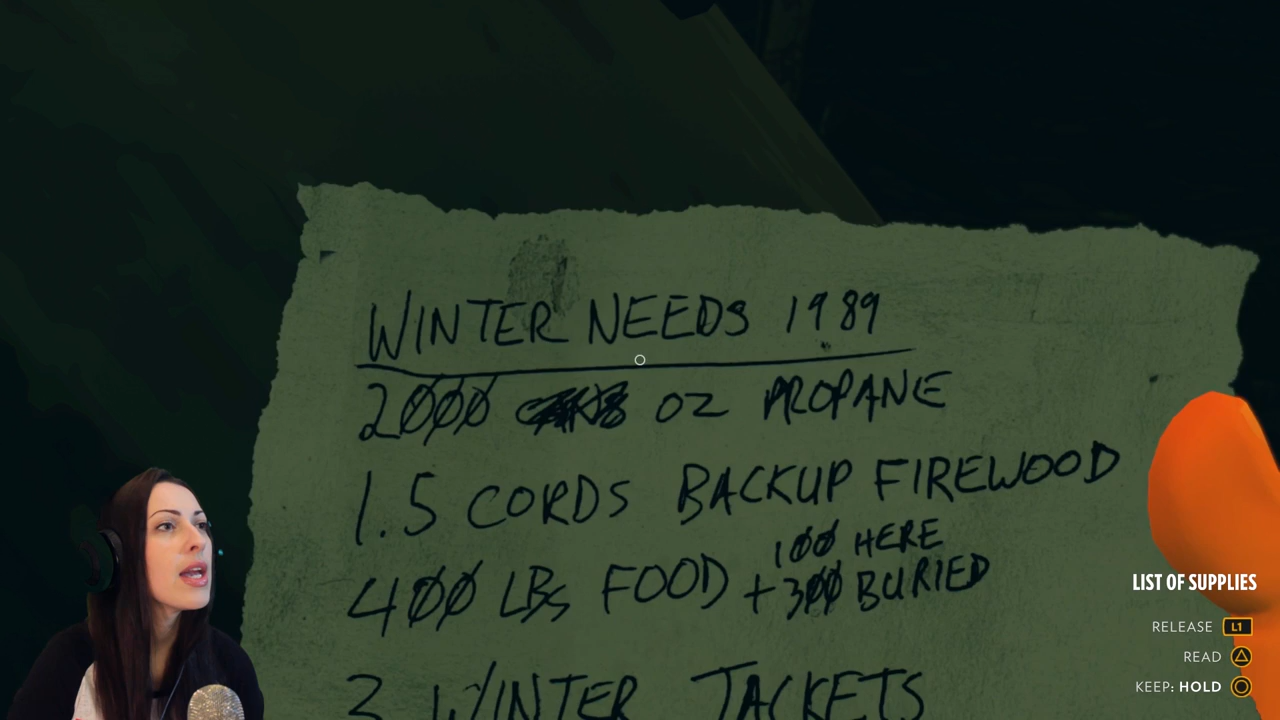 WINTER NEEDS 1989
2000 OZ PROPANE
1.5 CORDS BACKUP FIREWOOD
400 LBs FOOD 100 HERE
+300 BURIED
2 WINTER JACKETS
LIST OF SUPPLIES
RELEASE L1
READ
KEEP: HOLD